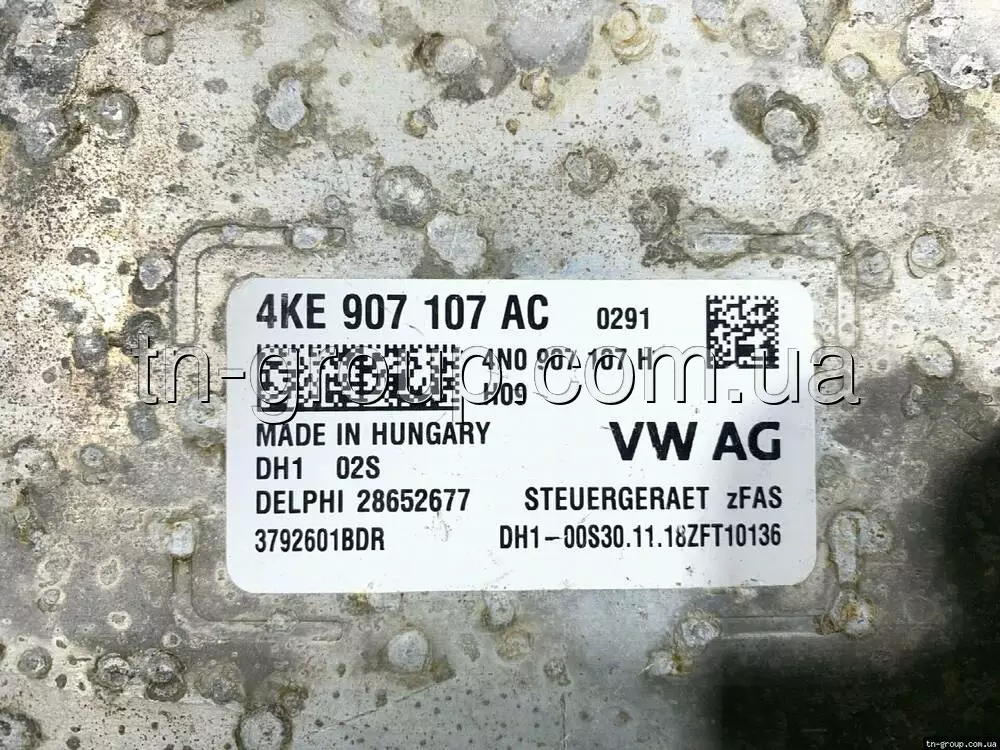 4KE 907 107 AC 0291
4N0 907 107 H
H09
tn-group.com.ua
MADE IN HUNGARY
VW AG
DH1 02S
DELPHI 28652677 STEUERGERAET zFAS
3792601BDR DH1-00S30.11.18ZFT10136
tn-group.com.ua